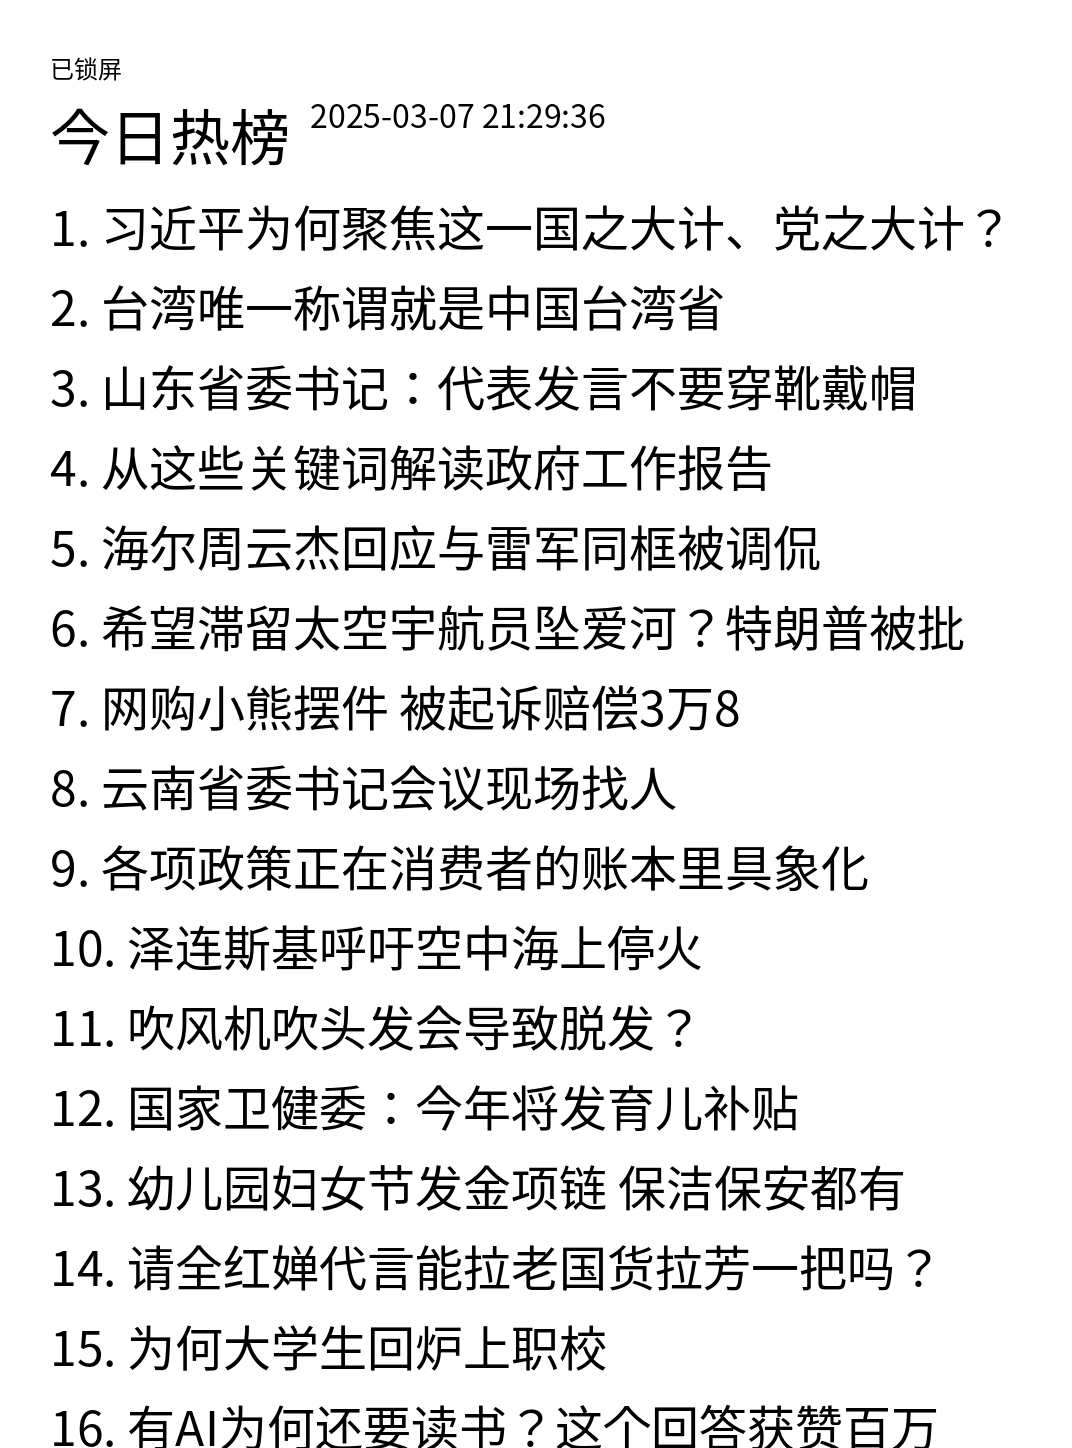 已锁屏
今日热榜 2025-03-07 21:29:36
1. 习近平为何聚焦这一国之大计、党之大计？
2. 台湾唯一称谓就是中国台湾省
3. 山东省委书记：代表发言不要穿靴戴帽
4. 从这些关键词解读政府工作报告
5. 海尔周云杰回应与雷军同框被调侃
6. 希望滞留太空宇航员坠爱河？特朗普被批
7. 网购小熊摆件 被起诉赔偿3万8
8. 云南省委书记会议现场找人
9. 各项政策正在消费者的账本里具象化
10. 泽连斯基呼吁空中海上停火
11. 吹风机吹头发会导致脱发？
12. 国家卫健委：今年将发育儿补贴
13. 幼儿园妇女节发金项链 保洁保安都有
14. 请全红婵代言能拉老国货拉芳一把吗？
15. 为何大学生回炉上职校
16. 有AI为何还要读书？这个回答获赞百万